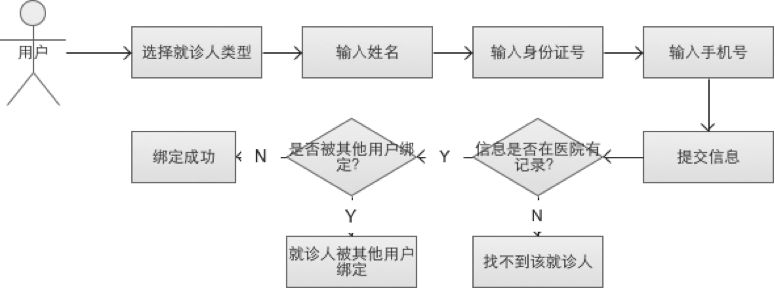 用户
选择就诊人类型
输入姓名
输入身份证号
输入手机号
提交信息
信息是否在医院有
记录?
Y
N
找不到该就诊人
是否被其他用户绑
定?
N
Y
绑定成功
就诊人被其他用户
绑定